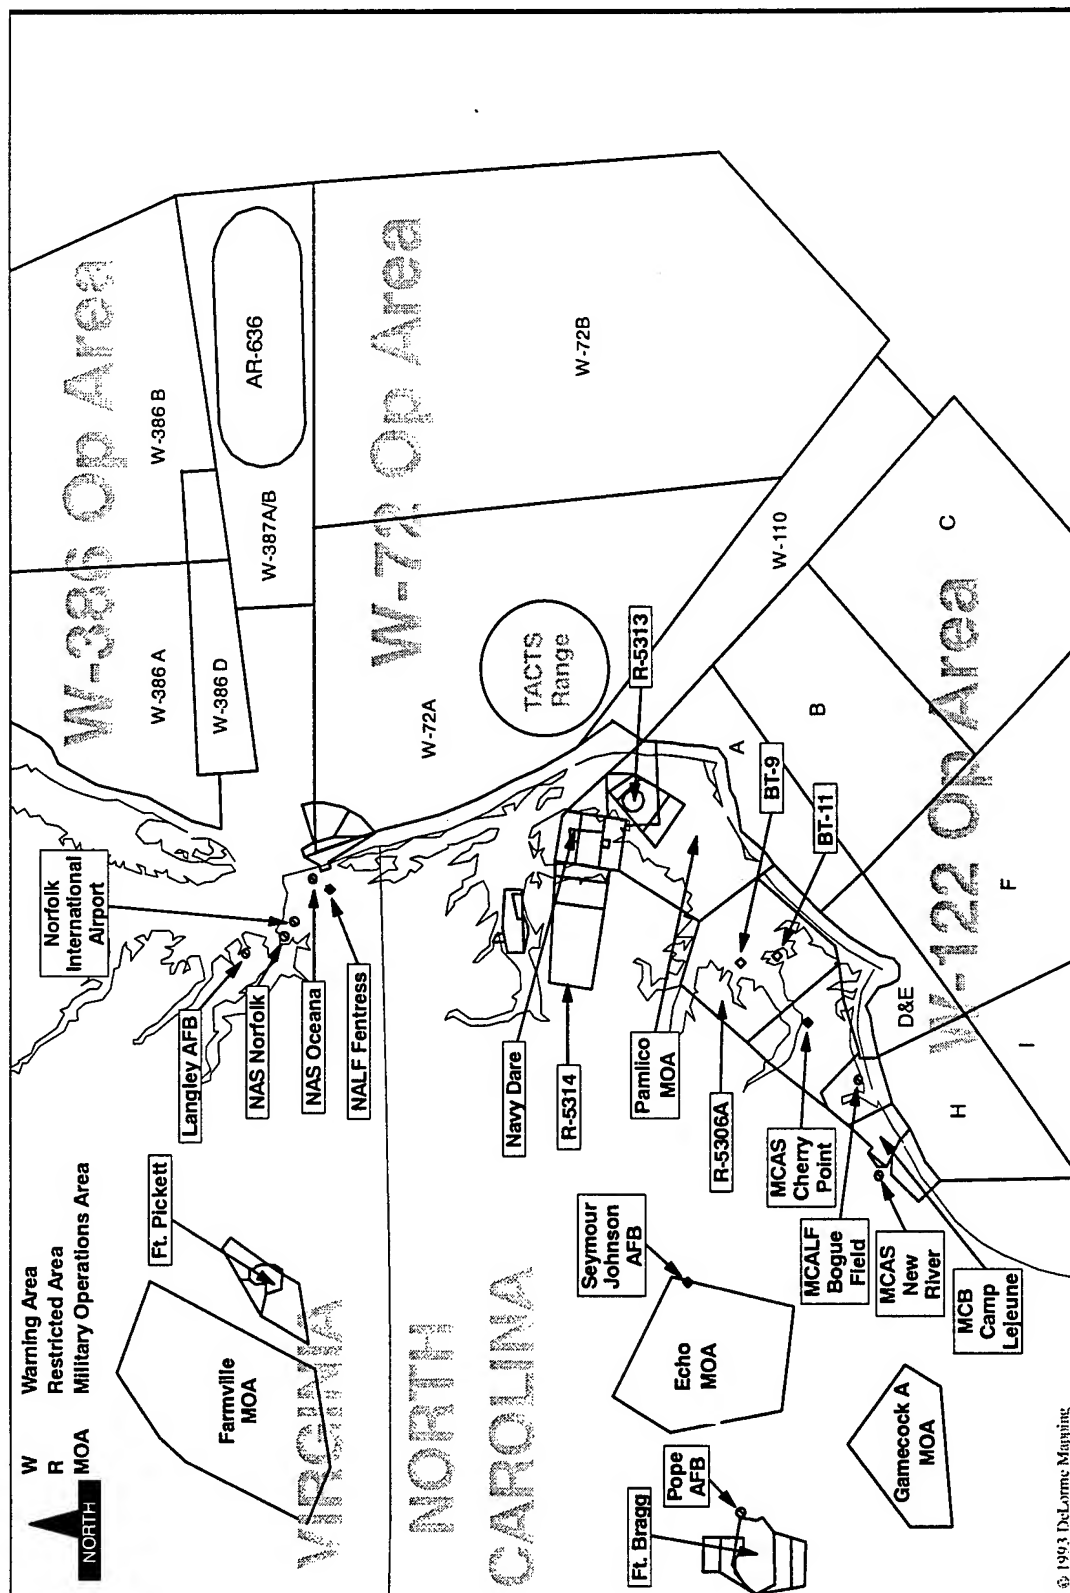 W Warning Area
R Restricted Area
MOA Military Operations Area
NORTH
W-386 Op Area
W-386 B
W-386 A
W-386 D
W-387A/B
AR-636
W-72 Op Area
W-72B
W-72A
TACTS
Range
W-110
W-122 Op Area
A
B
C
D&E
F
H
I
Norfolk
International
Airport
Langley AFB
NAS Norfolk
NAS Oceana
NALF Fentress
Ft. Pickett
Farmville
MOA
VIRGINIA
NORTH
CAROLINA
Navy Dare
R-5314
R-5313
Pamlico
MOA
R-5306A
BT-9
BT-11
MCAS
Cherry
Point
MCALF
Bogue
Field
MCAS
New
River
MCB
Camp
Lejeune
Seymour
Johnson
AFB
Echo
MOA
Pope
AFB
Ft. Bragg
Gamecock A
MOA
© 1993 DeLorme Mapping